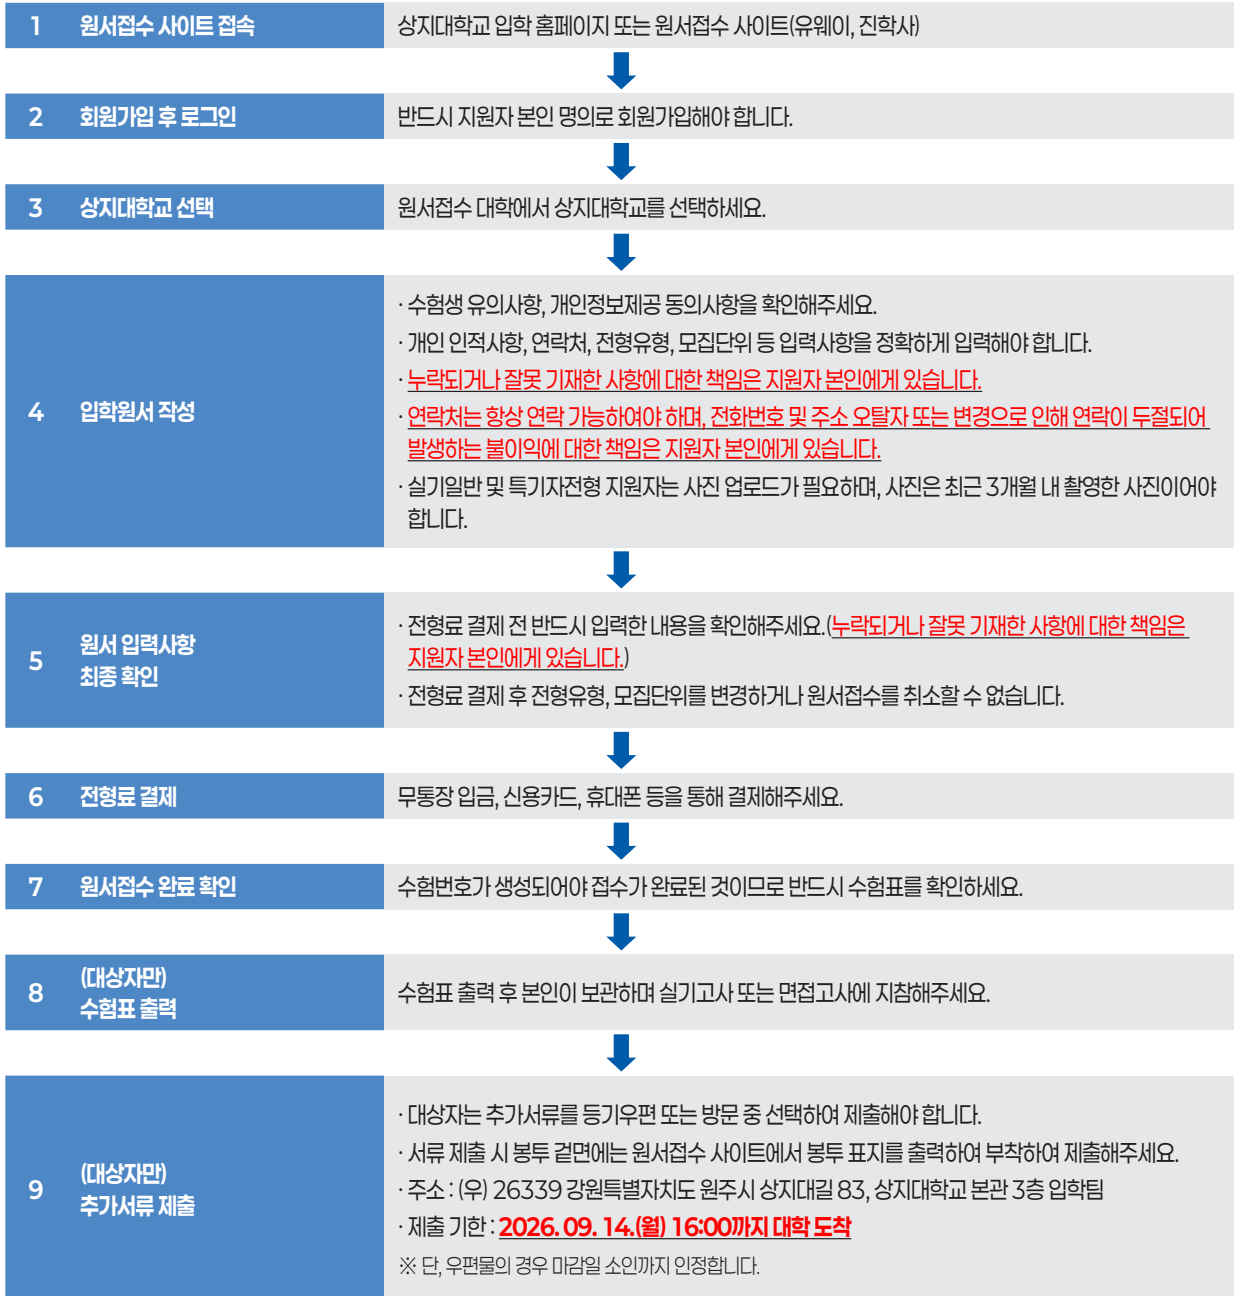 1 원서접수 사이트 접속 상지대학교 입학 홈페이지 또는 원서접수 사이트(유웨이, 진학사)
2 회원가입 후 로그인 반드시 지원자 본인 명의로 회원가입해야 합니다.
3 상지대학교 선택 원서접수 대학에서 상지대학교를 선택하세요.
4 입학원서 작성
· 수험생 유의사항, 개인정보제공 동의사항을 확인해주세요.
· 개인 인적사항, 연락처, 전형유형, 모집단위 등 입력사항을 정확하게 입력해야 합니다.
· 누락되거나 잘못 기재한 사항에 대한 책임은 지원자 본인에게 있습니다.
· 연락처는 항상 연락 가능하여야 하며, 전화번호 및 주소 오탈자 또는 변경으로 인해 연락이 두절되어
발생하는 불이익에 대한 책임은 지원자 본인에게 있습니다.
· 실기일반 및 특기자전형 지원자는 사진 업로드가 필요하며, 사진은 최근 3개월 내 촬영한 사진이어야
합니다.
5 원서 입력사항
최종 확인
· 전형료 결제 전 반드시 입력한 내용을 확인해주세요.(누락되거나 잘못 기재한 사항에 대한 책임은
지원자 본인에게 있습니다.)
· 전형료 결제 후 전형유형, 모집단위를 변경하거나 원서접수를 취소할 수 없습니다.
6 전형료 결제 무통장 입금, 신용카드, 휴대폰 등을 통해 결제해주세요.
7 원서접수 완료 확인 수험번호가 생성되어야 접수가 완료된 것이므로 반드시 수험표를 확인하세요.
8 (대상자만)
수험표 출력
수험표 출력 후 본인이 보관하며 실기고사 또는 면접고사에 지참해주세요.
9 (대상자만)
추가서류 제출
· 대상자는 추가서류를 등기우편 또는 방문 중 선택하여 제출해야 합니다.
· 서류 제출 시 봉투 겉면에는 원서접수 사이트에서 봉투 표지를 출력하여 부착하여 제출해주세요.
· 주소 : (우) 26339 강원특별자치도 원주시 상지대길 83, 상지대학교 본관 3층 입학팀
· 제출 기한 : 2026. 09. 14.(월) 16:00까지 대학 도착
※ 단, 우편물의 경우 마감일 소인까지 인정합니다.